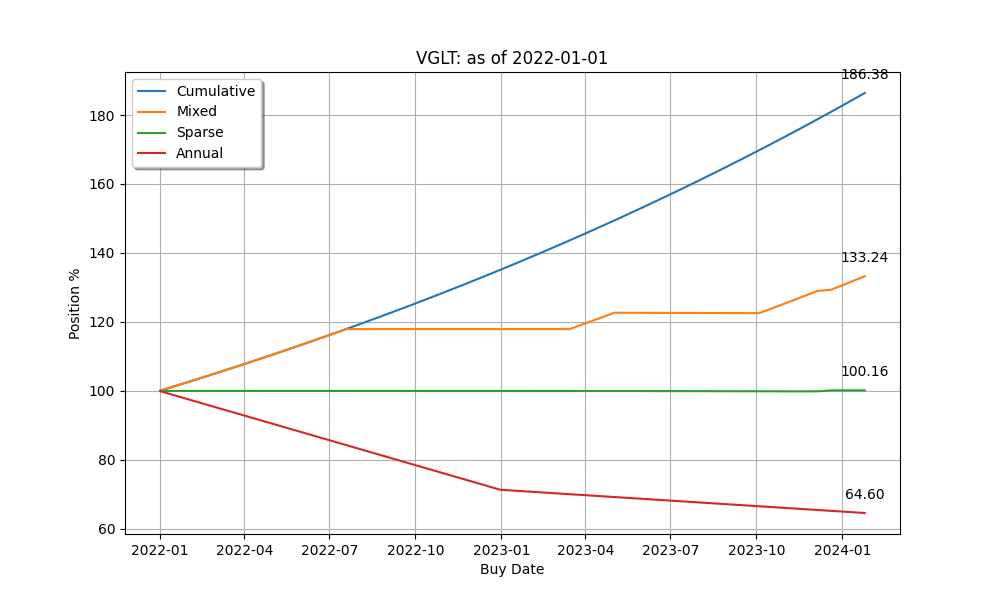 VGLT: as of 2022-01-01
Cumulative
Mixed
Sparse
Annual
186.38
133.24
100.16
64.60
Position %
180
160
140
120
100
80
60
2022-01 2022-04 2022-07 2022-10 2023-01 2023-04 2023-07 2023-10 2024-01
Buy Date